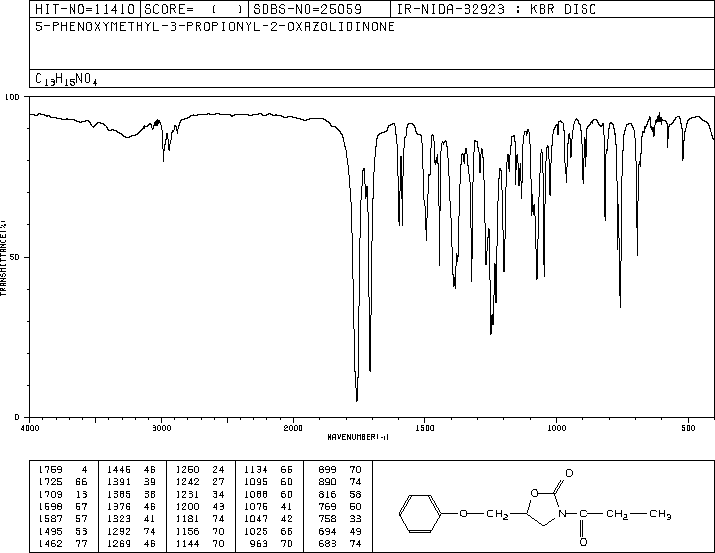 HIT-NO=11410 SCORE= ( ) SDBS-NO=25059 IR-NIDA-32923 : KBR DISC
5-PHENOXYMETHYL-3-PROPIONYL-2-OXAZOLIDINONE
C13H15NO4
100
50
0
TRANSMITTANCE(%)
4000 3000 2000 1500 1000 500
WAVENUMBER(-1)
1759 4 1446 46 1250 24 1134 66 899 70
1725 66 1391 39 1242 27 1095 60 890 74
1709 13 1385 38 1231 34 1088 60 816 58
1598 57 1376 46 1200 43 1076 41 769 60
1587 57 1323 41 1181 74 1047 42 758 33
1495 53 1292 74 1156 70 1025 66 694 49
1462 77 1269 46 1144 70 963 70 683 74
O
O
O CH2 N C CH2 CH3
O